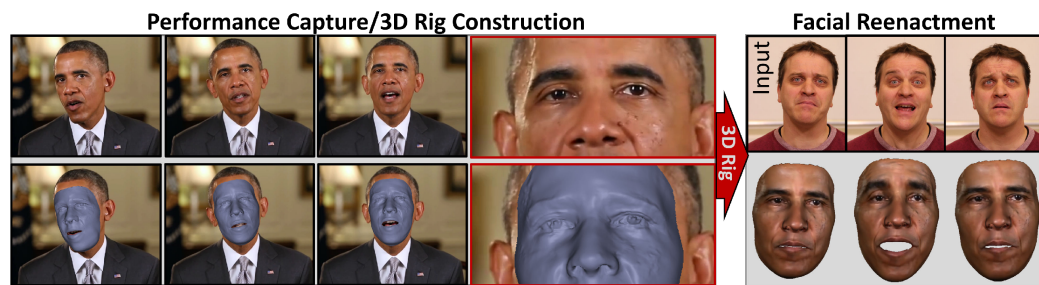 Performance Capture/3D Rig Construction
Facial Reenactment
Input
3D Rig